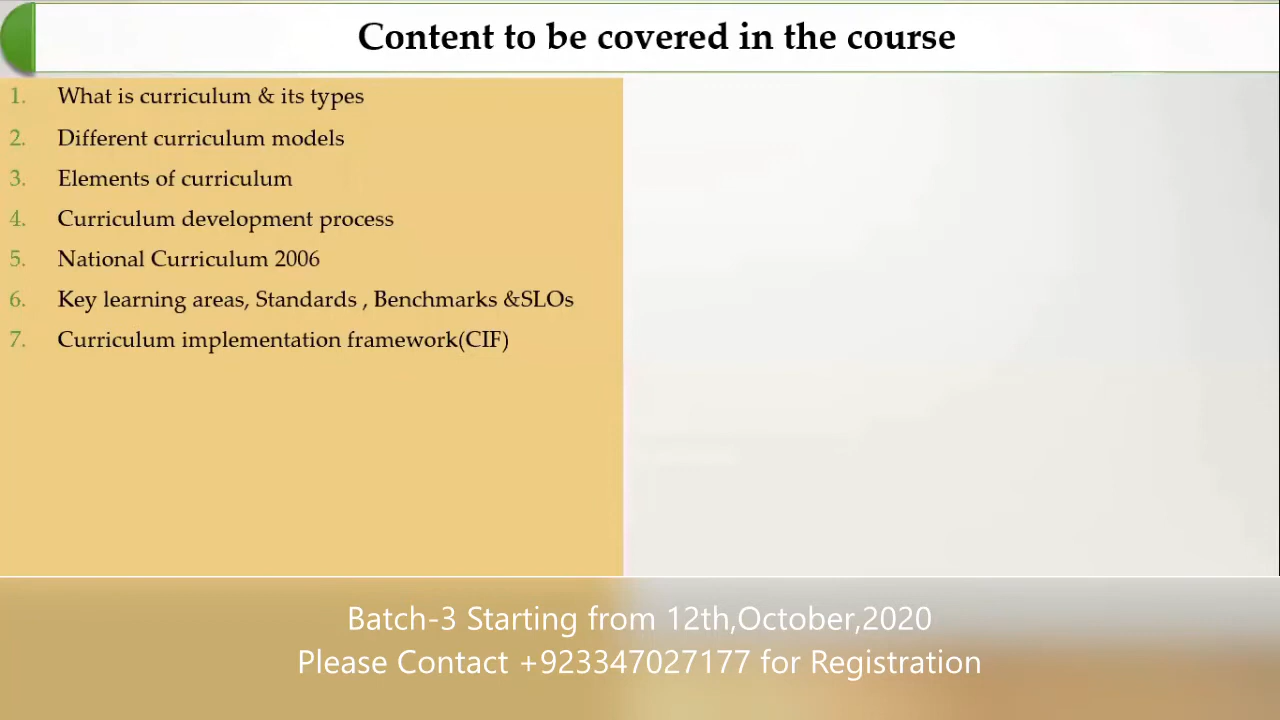 Content to be covered in the course
1. What is curriculum & its types
2. Different curriculum models
3. Elements of curriculum
4. Curriculum development process
5. National Curriculum 2006
6. Key learning areas, Standards , Benchmarks &SLOs
7. Curriculum implementation framework(CIF)
Batch-3 Starting from 12th,October,2020
Please Contact +923347027177 for Registration